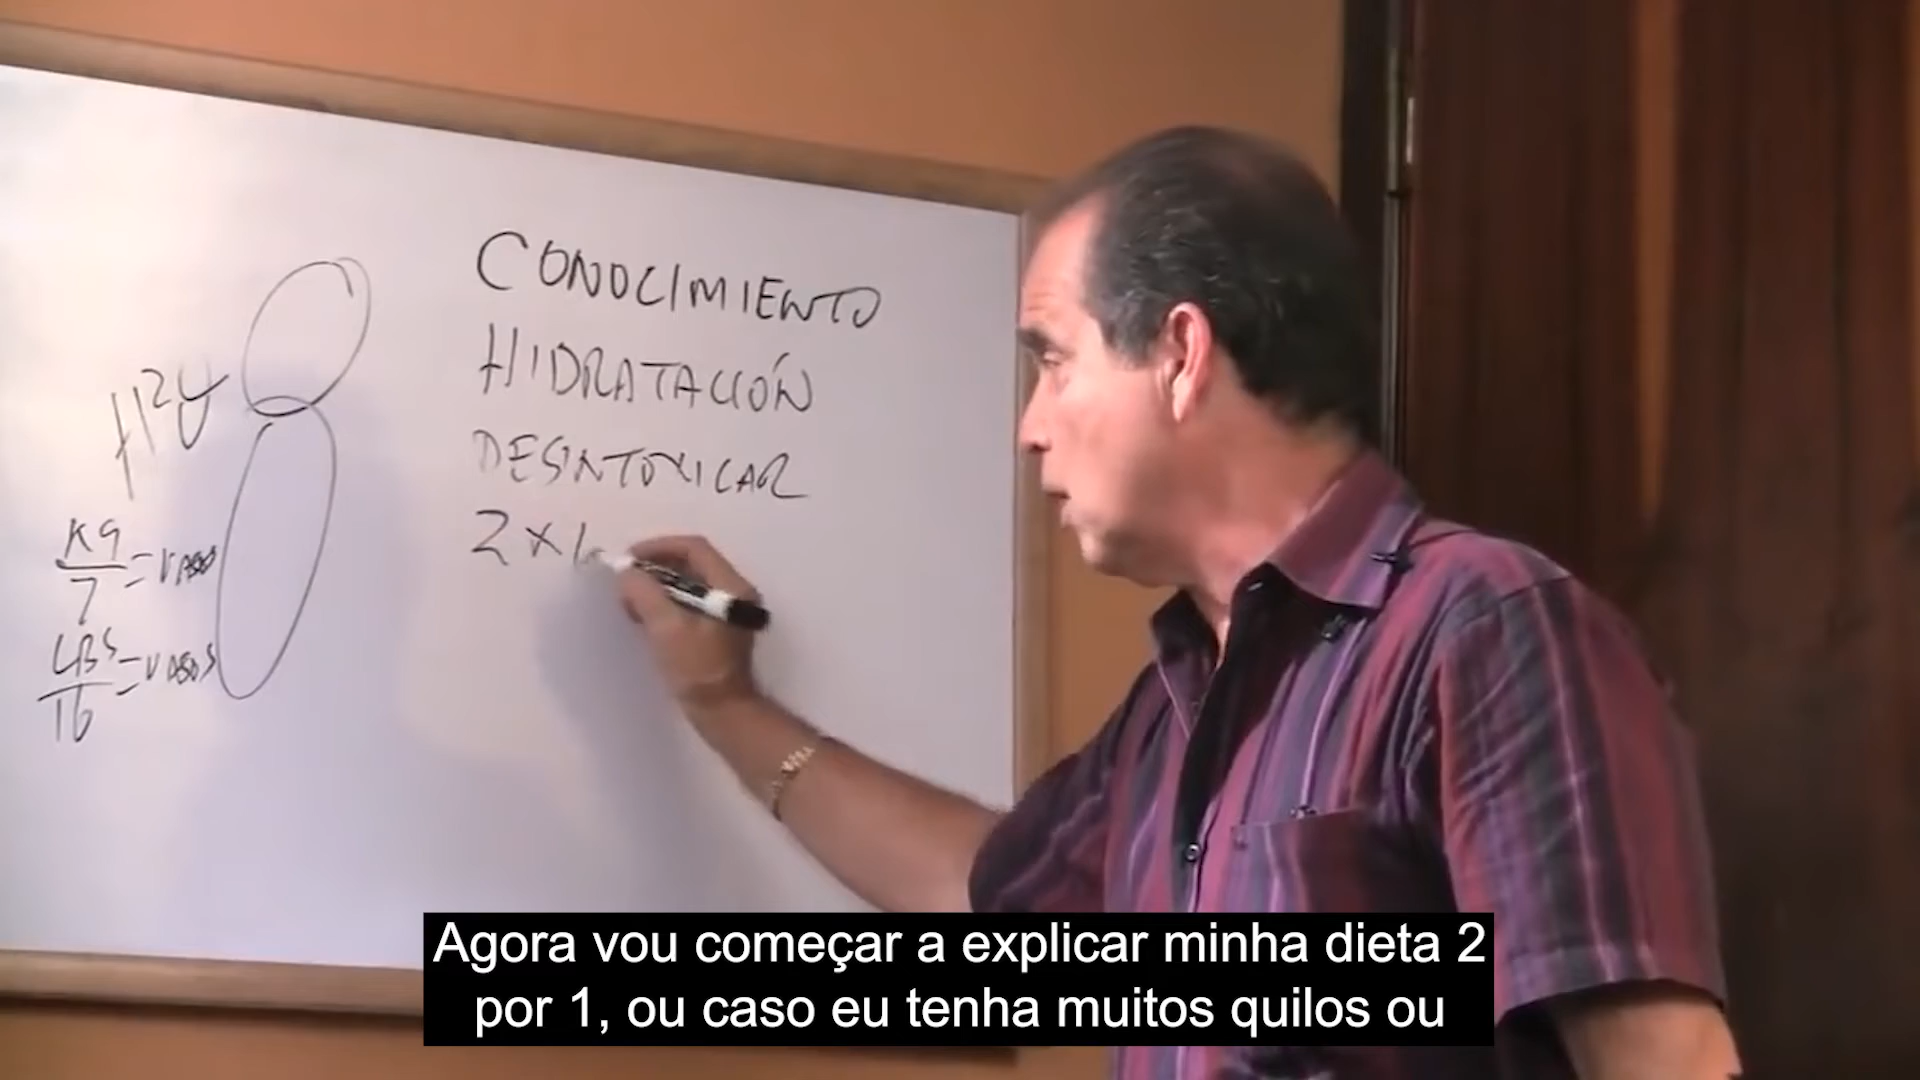 CONOCIMIENTO
HIDRATACIÓN
DESINTOXICAR
2x1
H2O
KG
7
= VASOS
LBS
16
= VASOS
Agora vou começar a explicar minha dieta 2
por 1, ou caso eu tenha muitos quilos ou